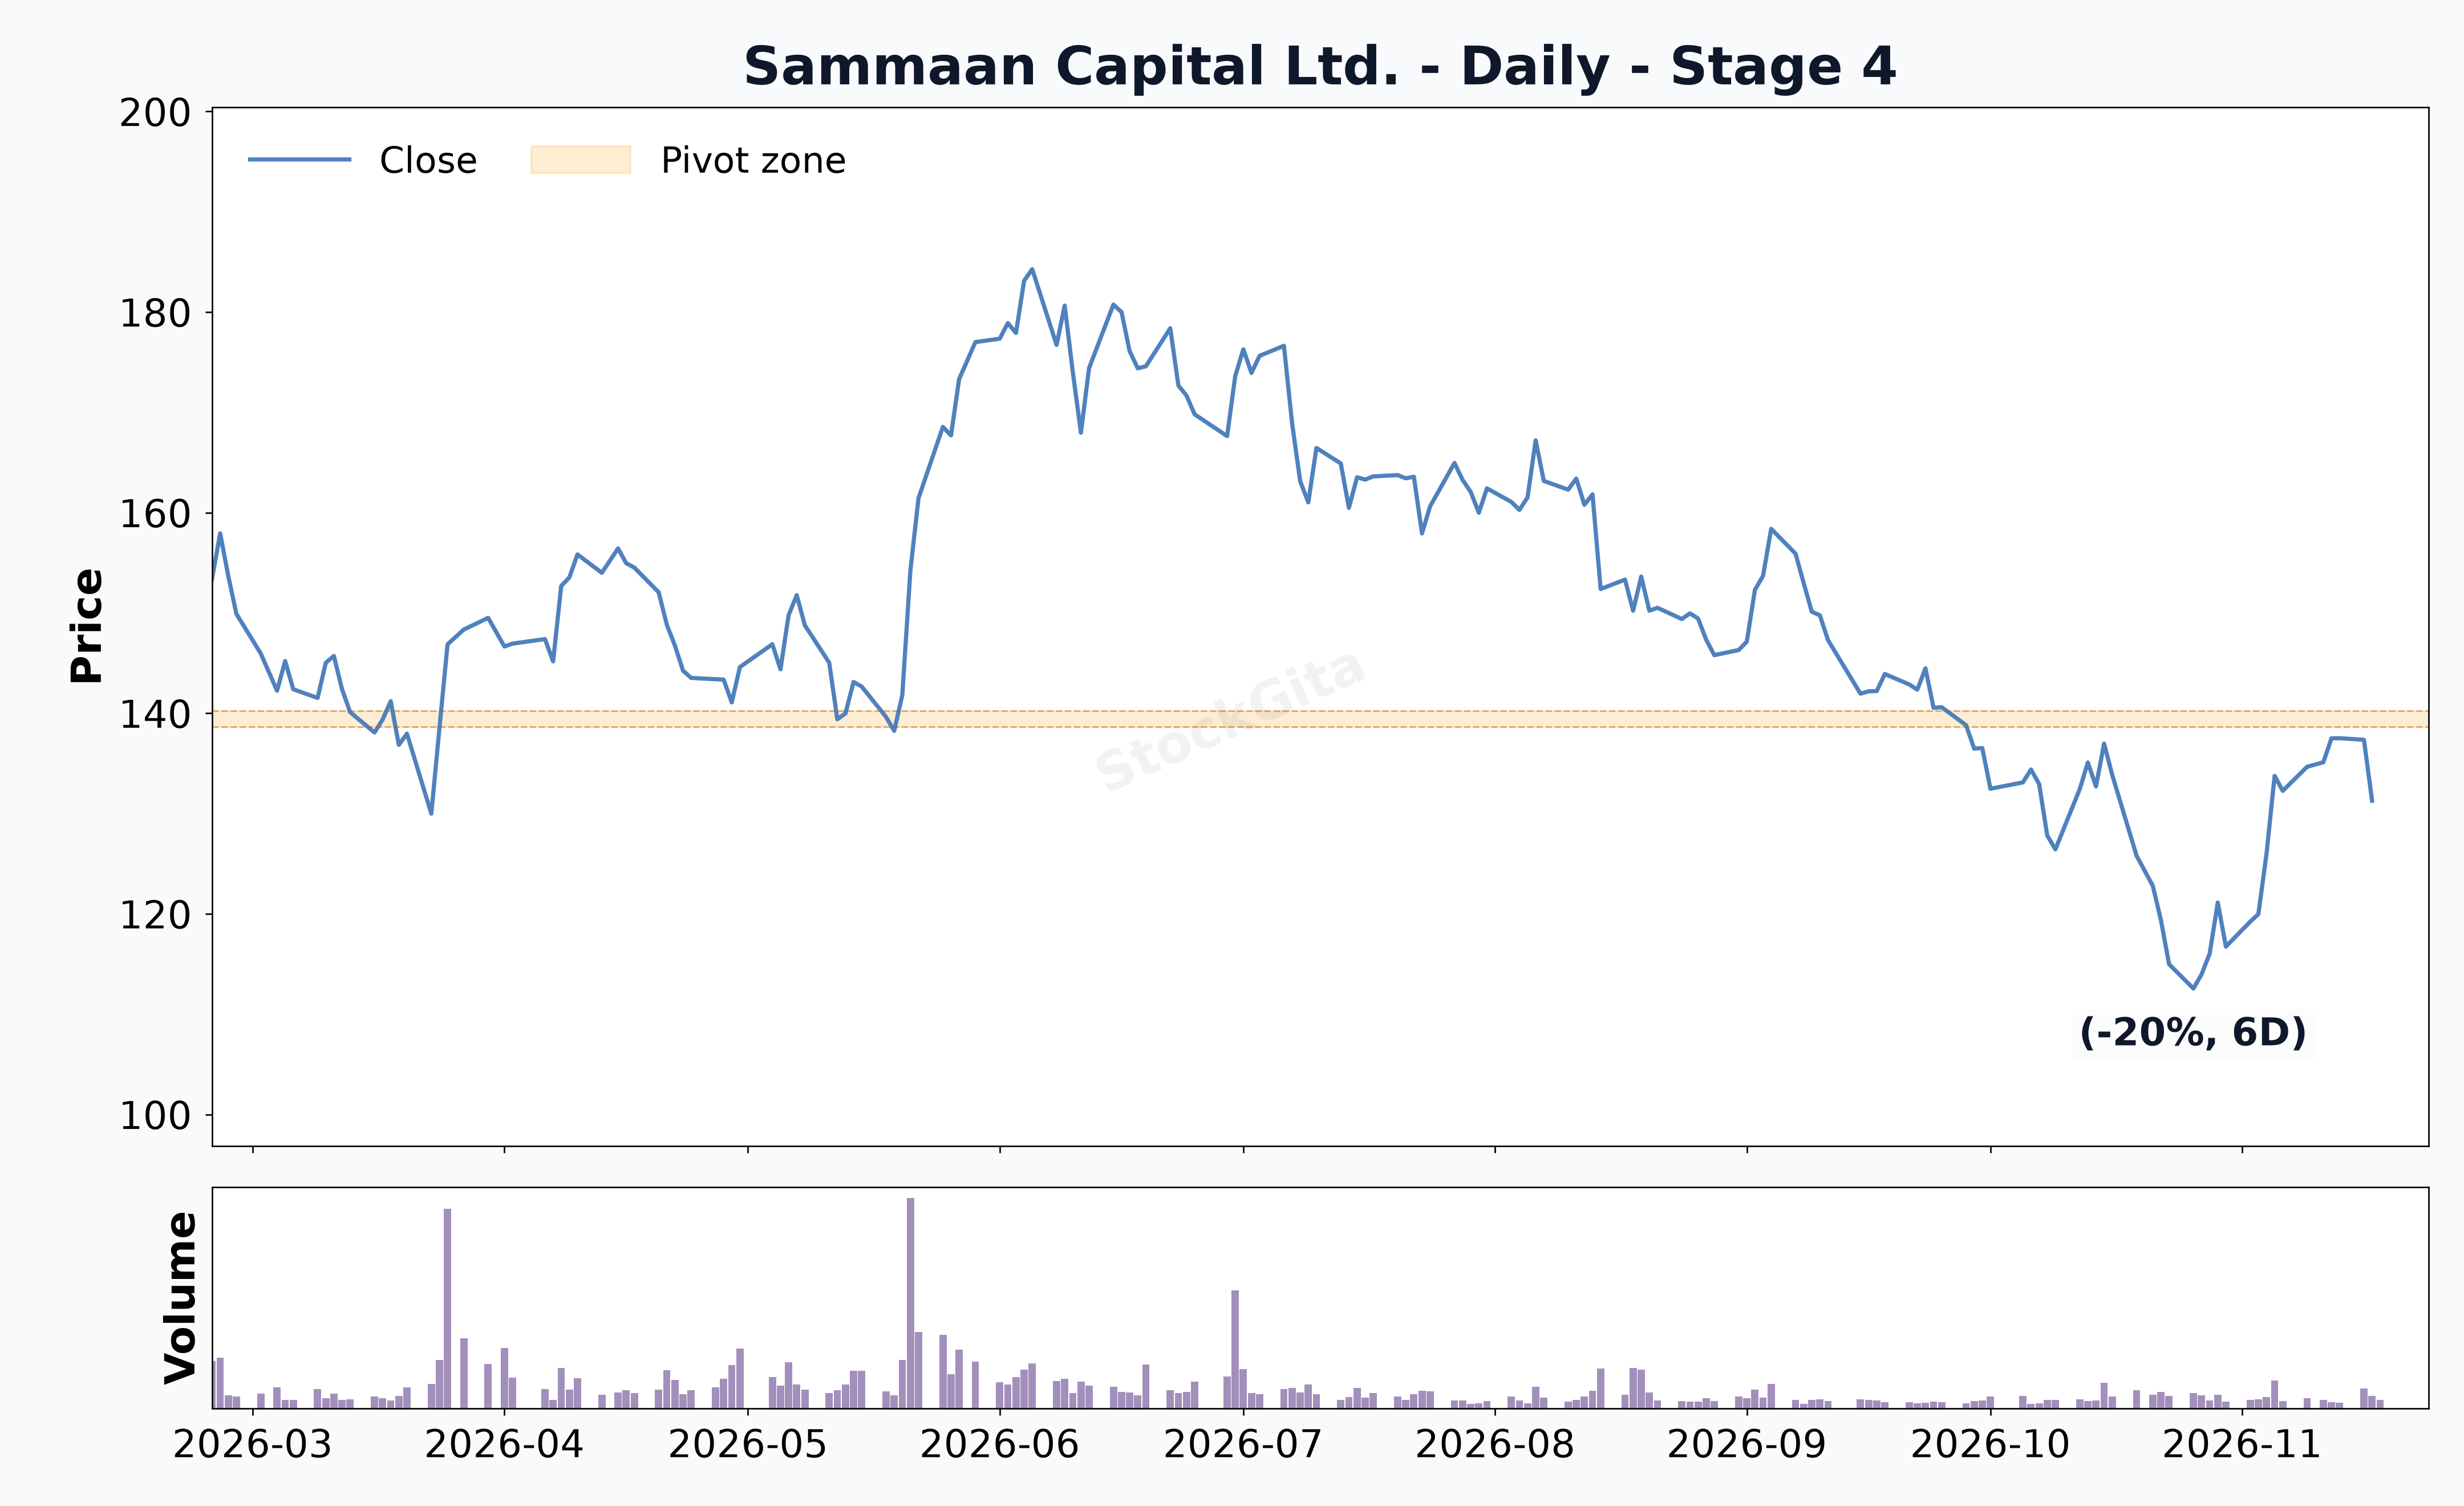 Sammaan Capital Ltd. - Daily - Stage 4
200
180
160
140
120
100
Price
Close
Pivot zone
StockGita
(-20%, 6D)
Volume
2026-03
2026-04
2026-05
2026-06
2026-07
2026-08
2026-09
2026-10
2026-11